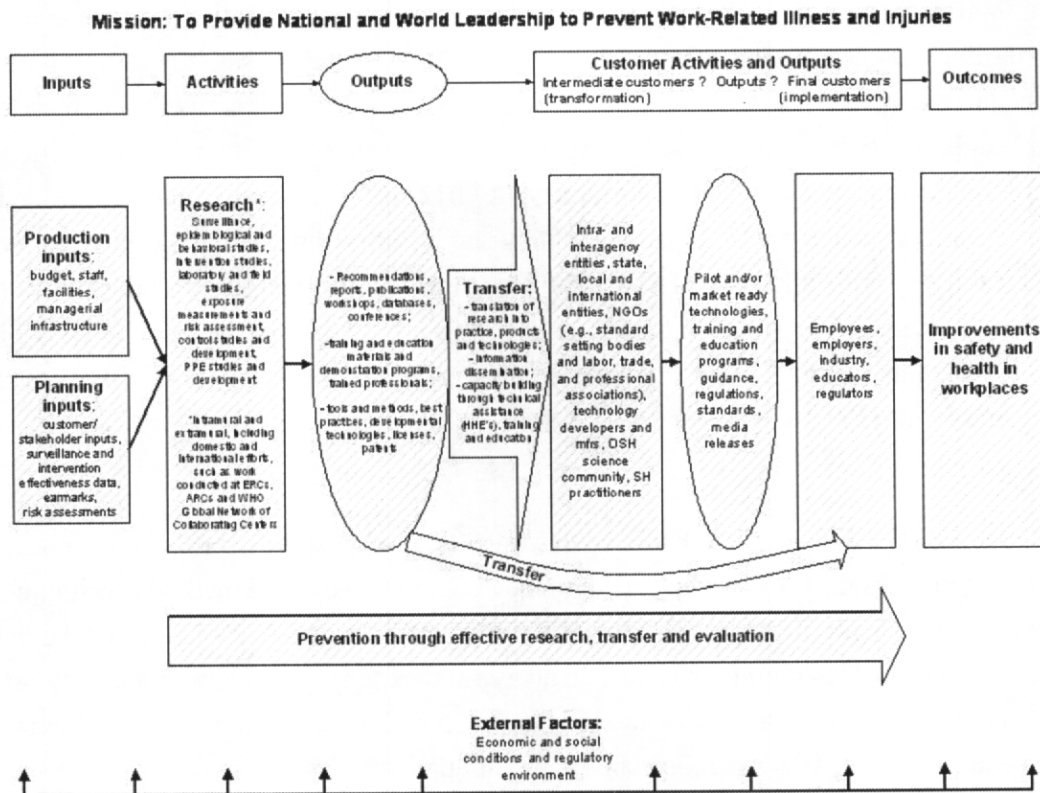 Mission: To Provide National and World Leadership to Prevent Work-Related Illness and Injuries
Inputs
Activities
Outputs
Customer Activities and Outputs
Intermediate customers ? Outputs ? Final customers
(transformation) (implementation)
Outcomes
Production
inputs:
budget, staff,
facilities,
managerial
infrastructure
Planning
inputs:
customer/
stakeholder inputs,
surveillance and
intervention
effectiveness data,
earmarks,
risk assessments
Research*:
Surveillance,
epidemiological and
behavioral studies,
intervention studies,
laboratory and field
studies,
exposure
measurements and
risk assessment,
control studies and
development,
PPE studies and
development
*Intramural and
extramural, including
domestic and
international efforts,
such as work
conducted at ERCs,
ARCs and WHO
Global Network of
Collaborating Centers
- Recommendations,
reports, publications,
workshops, databases,
conferences;
-training and education
materials and
demonstration programs,
trained professionals;
-tools and methods, best
practices, developmental
technologies, licenses,
patents
Transfer:
-translation of
research into
practice, products
and technologies;
-information
dissemination;
-capacity building
through technical
assistance
(HHE's), training
and education
Intra- and
interagency
entities, state,
local and
international
entities, NGOs
(e.g., standard
setting bodies
and labor, trade,
and professional
associations),
technology
developers and
mfrs, OSH
science
community, SH
practitioners
Pilot and/or
market ready
technologies,
training and
education
programs,
guidance,
regulations,
standards,
media
releases
Employees,
employers,
industry,
educators,
regulators
Improvements
in safety and
health in
workplaces
Transfer
Prevention through effective research, transfer and evaluation
External Factors:
Economic and social
conditions and regulatory
environment